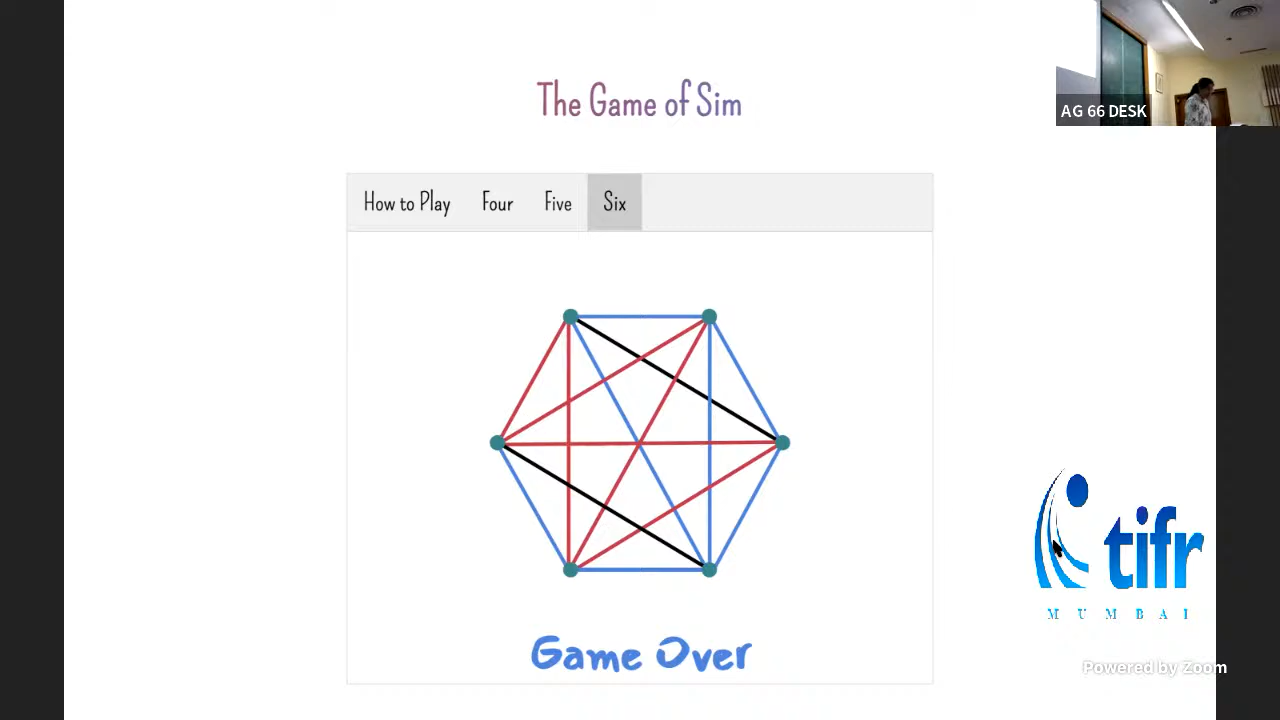 The Game of Sim
AG 66 DESK
How to Play Four Five Six
Game Over
tifr
MUMBAI
Powered by Zoom